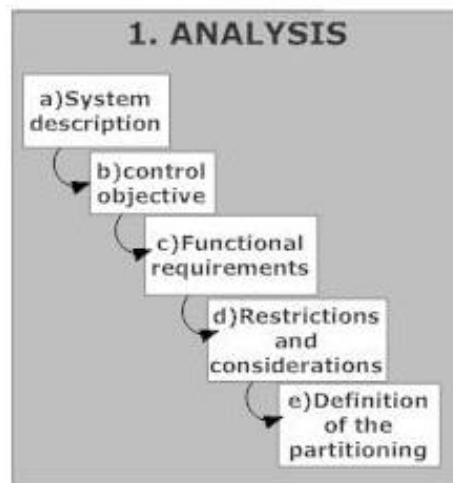 1. ANALYSIS
a)System
description
b)control
objective
c)Functional
requirements
d)Restrictions
and
considerations
e)Definition
of the
partitioning